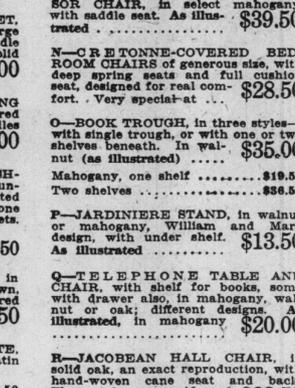 SOR CHAIR, in select mahogany
with saddle seat. As illus-
trated .......... $39.50
N—CRETONNE-COVERED BED
ROOM CHAIRS of generous size, with
deep spring seats and full cushion
seat, designed for real com-
fort. Very special at ... $28.50
O—BOOK TROUGH, in three styles—
with single trough, or with one or two
shelves beneath. In wal-
nut (as illustrated) ..... $35.00
Mahogany, one shelf ........ $19.5
Two shelves .............. $36.5
P—JARDINIERE STAND, in walnut
or mahogany, William and Mary
design, with under shelf.
As illustrated .......... $13.50
Q—TELEPHONE TABLE AND
CHAIR, with shelf for books, some
with drawer also, in mahogany, wal
nut or oak; different designs. As
illustrated, in mahogany $20.00
R—JACOBEAN HALL CHAIR, in
solid oak, an exact reproduction, with
hand-woven cane seat and back